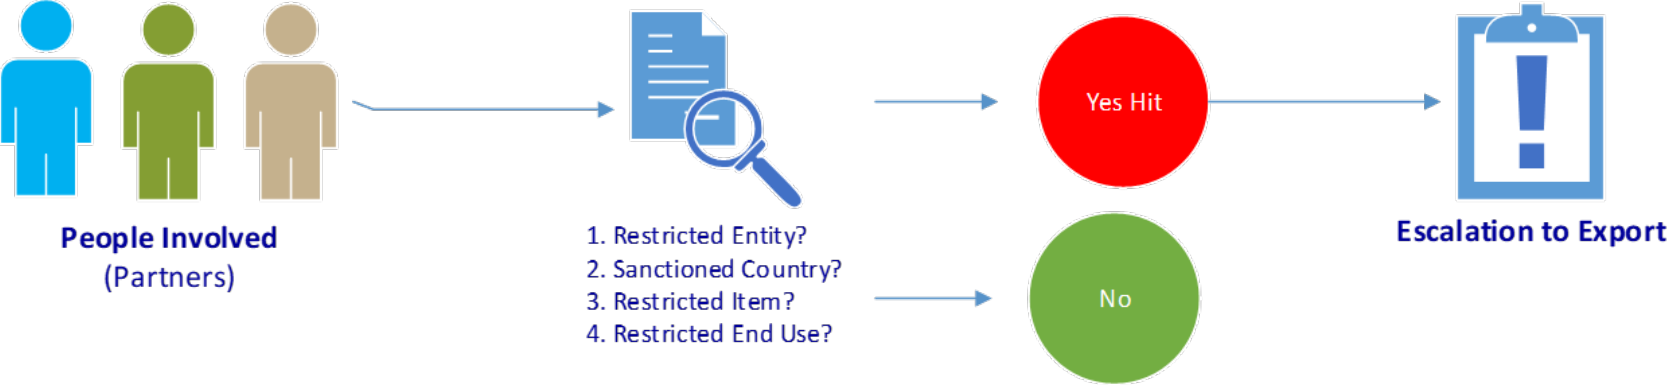 People Involved
(Partners)
1. Restricted Entity?
2. Sanctioned Country?
3. Restricted Item?
4. Restricted End Use?
Yes Hit
No
Escalation to Export